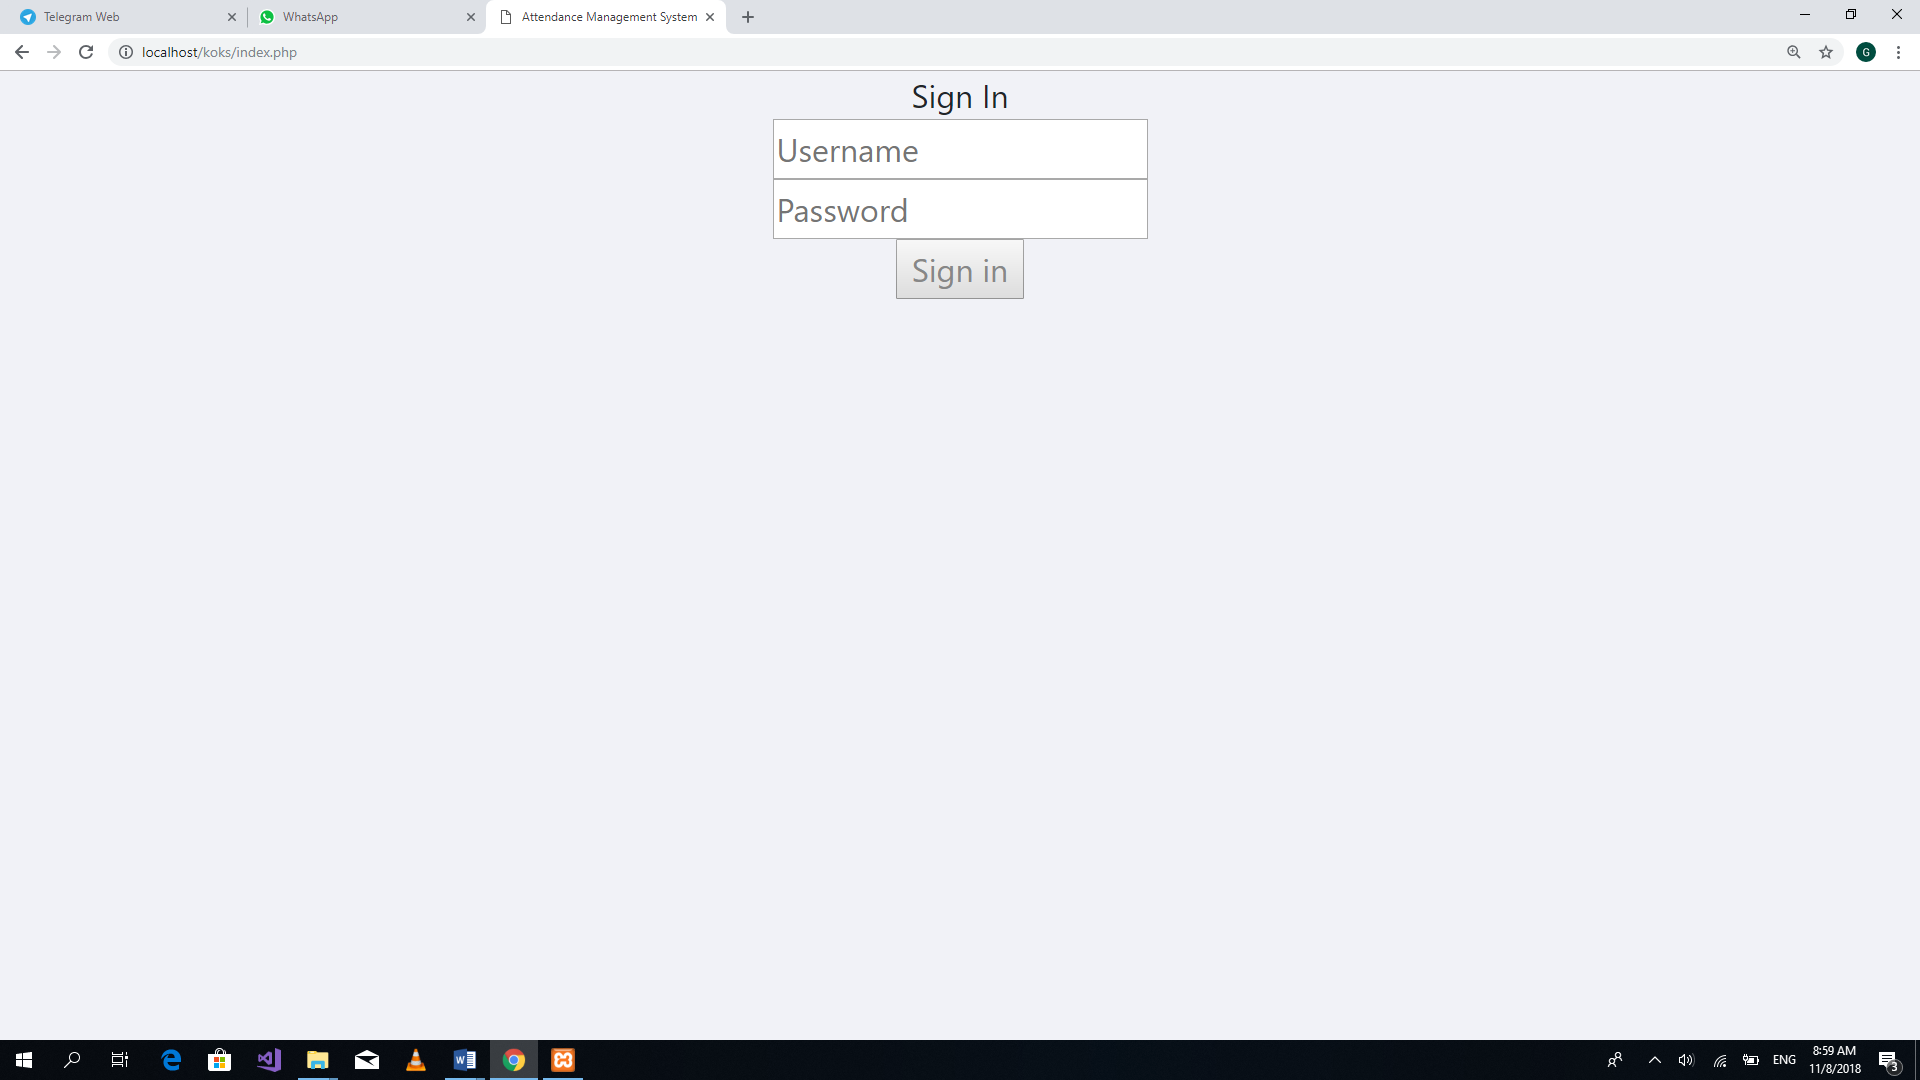 Telegram Web
WhatsApp
Attendance Management System
localhost/koks/index.php
G
Sign In
Username
Password
Sign in
ENG
8:59 AM
11/8/2018
3